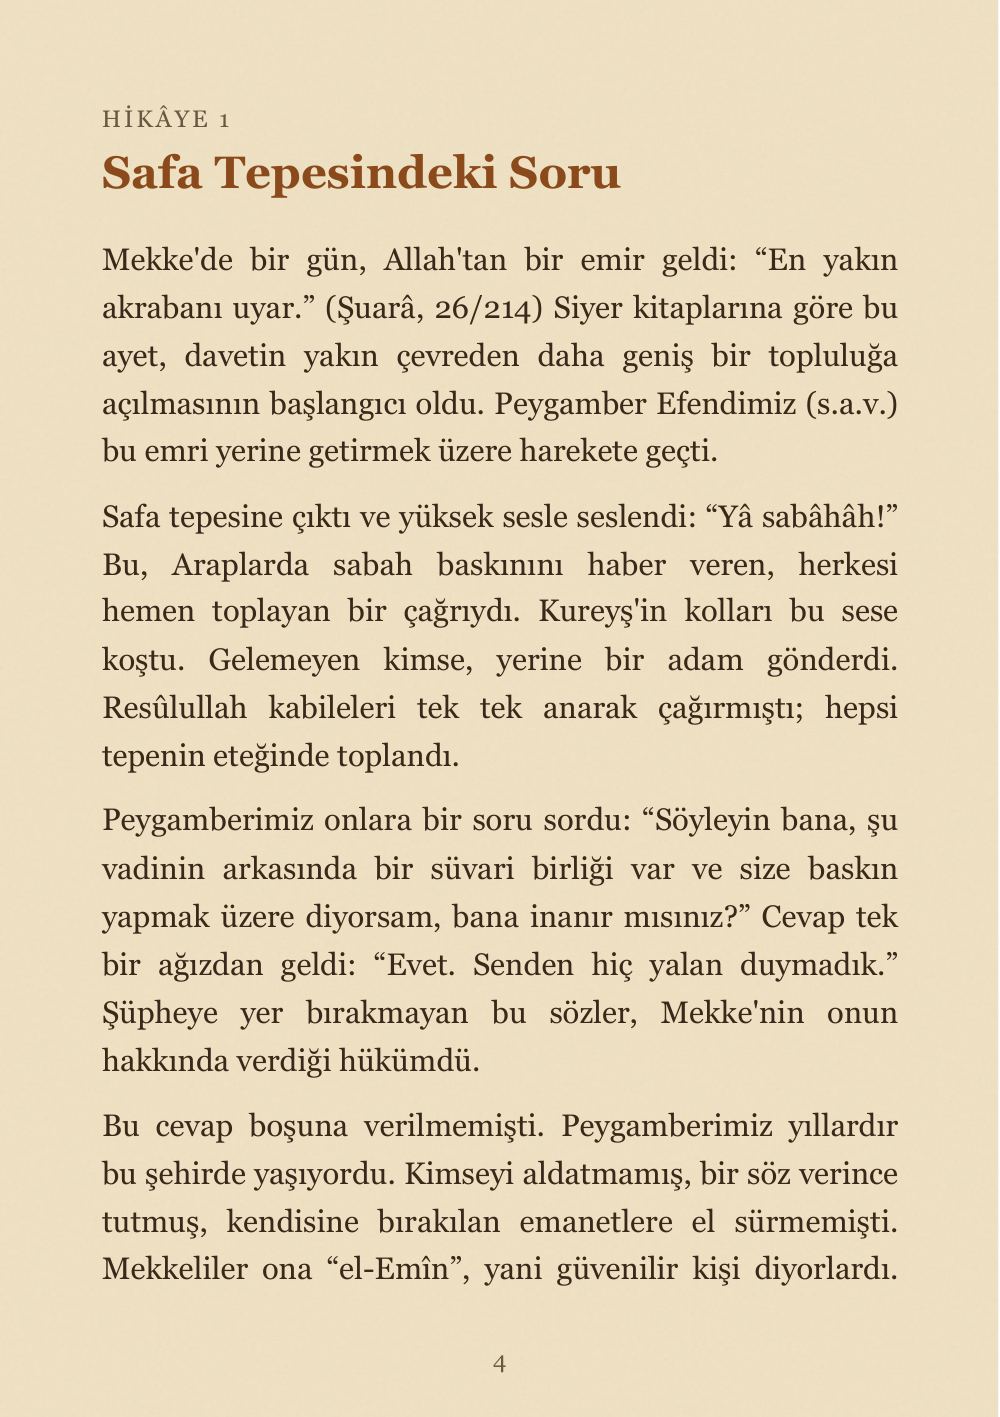 HİKÂYE 1
Safa Tepesindeki Soru
Mekke'de bir gün, Allah'tan bir emir geldi: “En yakın
akrabanı uyar.” (Şuarâ, 26/214) Siyer kitaplarına göre bu
ayet, davetin yakın çevreden daha geniş bir topluluğa
açılmasının başlangıcı oldu. Peygamber Efendimiz (s.a.v.)
bu emri yerine getirmek üzere harekete geçti.
Safa tepesine çıktı ve yüksek sesle seslendi: “Yâ sabâhâh!”
Bu, Araplarda sabah baskınını haber veren, herkesi
hemen toplayan bir çağrıydı. Kureyş'in kolları bu sese
koştu. Gelemeyen kimse, yerine bir adam gönderdi.
Resûlullah kabileleri tek tek anarak çağırmıştı; hepsi
tepenin eteğinde toplandı.
Peygamberimiz onlara bir soru sordu: “Söyleyin bana, şu
vadinin arkasında bir süvari birliği var ve size baskın
yapmak üzere diyorsam, bana inanır mısınız?” Cevap tek
bir ağızdan geldi: “Evet. Senden hiç yalan duymadık.”
Şüpheye yer bırakmayan bu sözler, Mekke'nin onun
hakkında verdiği hükümdü.
Bu cevap boşuna verilmemişti. Peygamberimiz yıllardır
bu şehirde yaşıyordu. Kimseyi aldatmamış, bir söz verince
tutmuş, kendisine bırakılan emanetlere el sürmemişti.
Mekkeliler ona “el-Emîn”, yani güvenilir kişi diyorlardı.
4